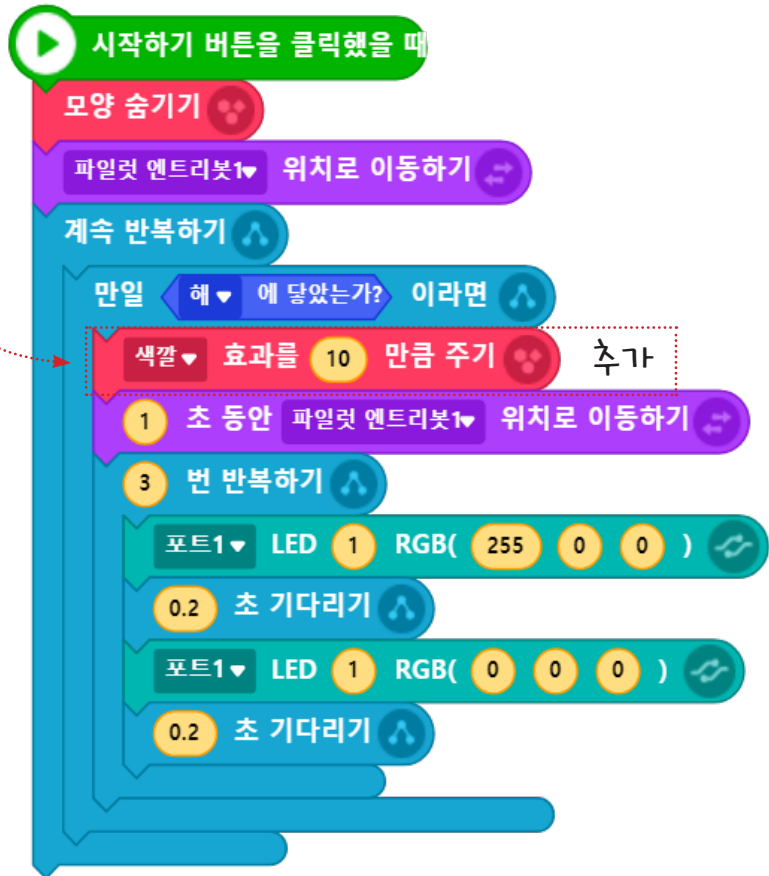 시작하기 버튼을 클릭했을 때
모양 숨기기
파일럿 엔트리봇1▼ 위치로 이동하기
계속 반복하기
만일 해▼ 에 닿았는가? 이라면
색깔▼ 효과를 10 만큼 주기 추가
1 초 동안 파일럿 엔트리봇1▼ 위치로 이동하기
3 번 반복하기
포트1▼ LED 1 RGB( 255 0 0 )
0.2 초 기다리기
포트1▼ LED 1 RGB( 0 0 0 )
0.2 초 기다리기